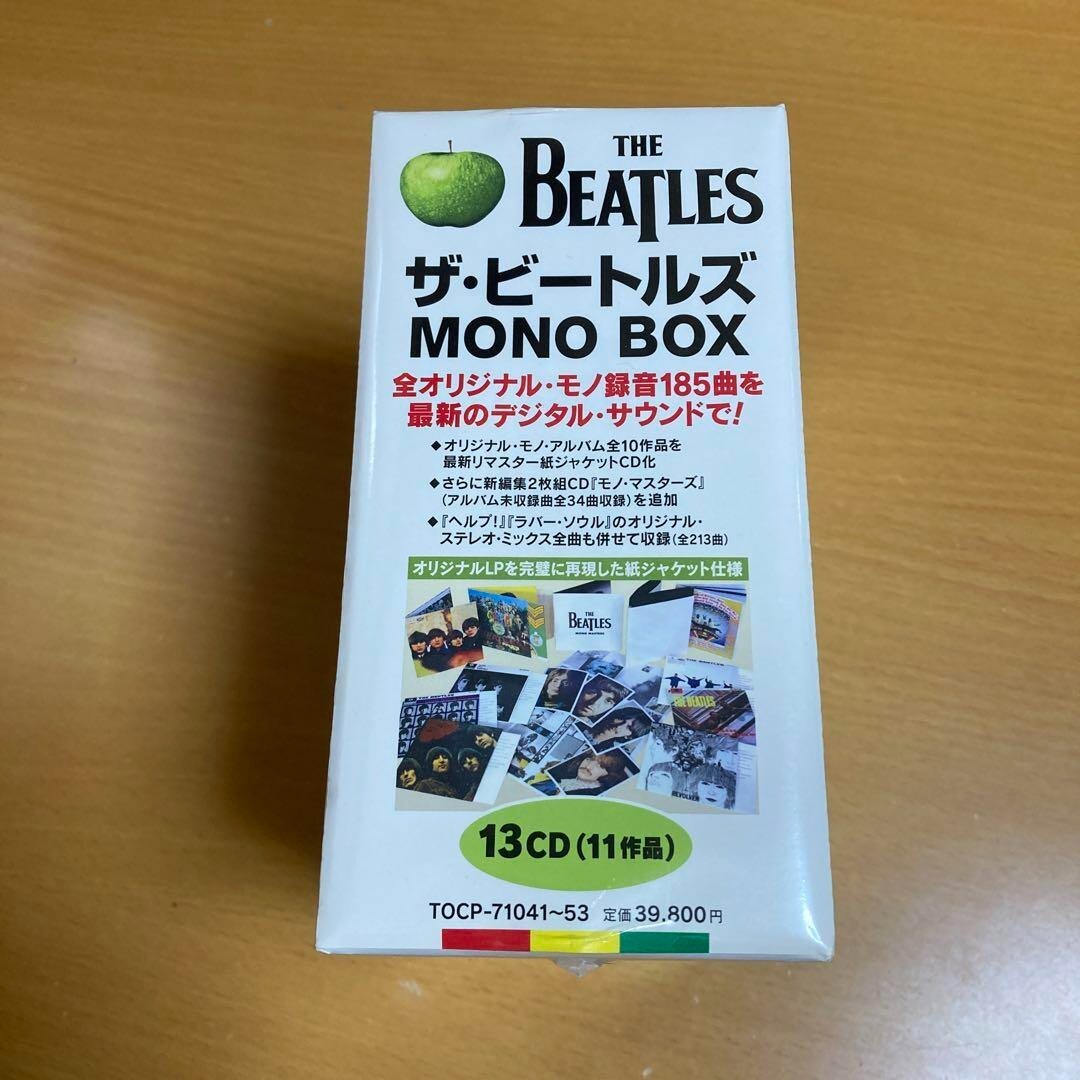 THE
BEATLES
ザ・ビートルズ
MONO BOX
全オリジナル・モノ録音185曲を
最新のデジタル・サウンドで!
◆オリジナル・モノ・アルバム全10作品を
最新リマスター紙ジャケットCD化
◆さらに新編集2枚組CD『モノ・マスターズ』
(アルバム未収録曲全34曲収録)を追加
◆『ヘルプ!』『ラバー・ソウル』のオリジナル・
ステレオ・ミックス全曲も併せて収録(全213曲)
オリジナルLPを完璧に再現した紙ジャケット仕様
THE
BEATLES
MONO MASTERS
THE BEATLES
REVOLVER
13CD(11作品)
TOCP-71041~53 定価39,800円